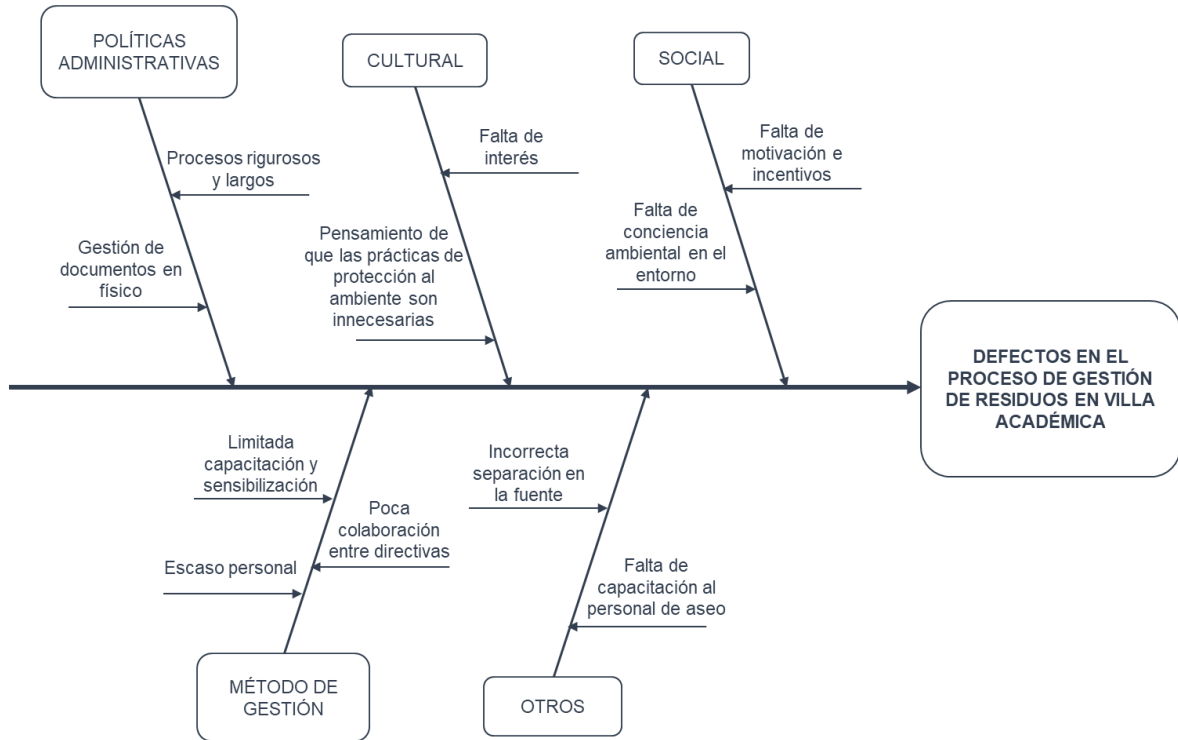 POLÍTICAS
ADMINISTRATIVAS
CULTURAL
SOCIAL
Procesos rigurosos
y largos
Gestión de
documentos en
físico
Falta de
interés
Pensamiento de
que las prácticas de
protección al
ambiente son
innecesarias
Falta de
motivación e
incentivos
Falta de
conciencia
ambiental en el
entorno
DEFECTOS EN EL
PROCESO DE GESTIÓN
DE RESIDUOS EN VILLA
ACADÉMICA
Limitada
capacitación y
sensibilización
Poca
colaboración
entre directivas
Escaso personal
Incorrecta
separación en
la fuente
Falta de
capacitación al
personal de aseo
MÉTODO DE
GESTIÓN
OTROS